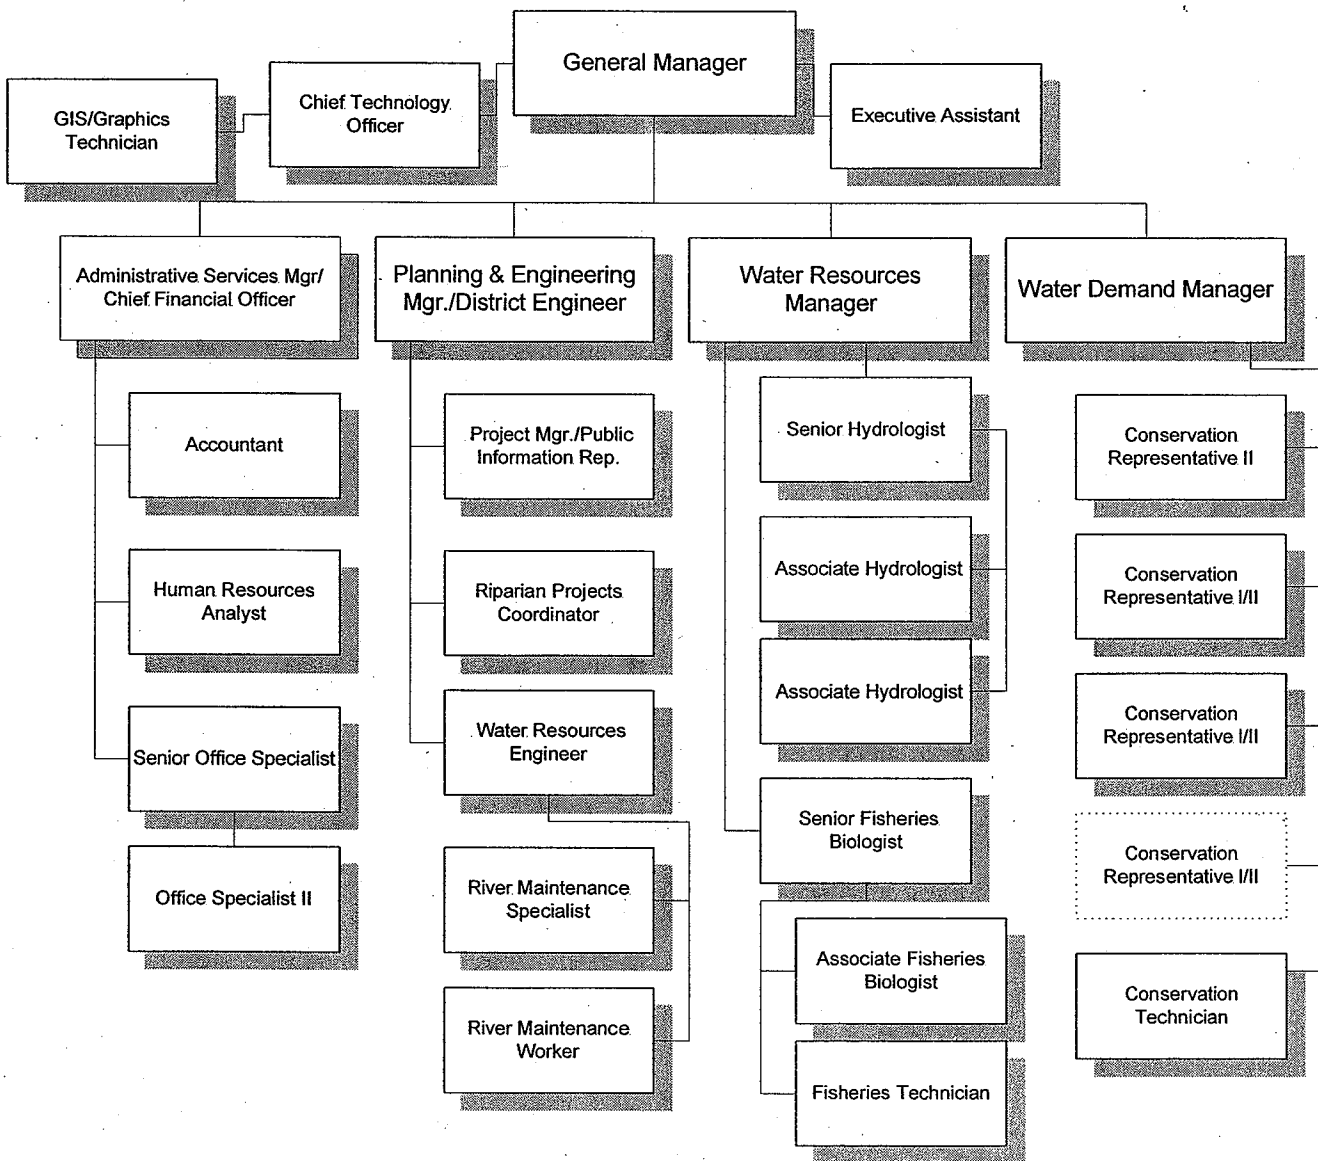 General Manager
Chief Technology
Officer
GIS/Graphics
Technician
Executive Assistant
Administrative Services Mgr/
Chief Financial Officer
Planning & Engineering
Mgr./District Engineer
Water Resources
Manager
Water Demand Manager
Accountant
Human Resources
Analyst
Senior Office Specialist
Office Specialist II
Project Mgr./Public
Information Rep.
Riparian Projects
Coordinator
Water Resources
Engineer
River Maintenance
Specialist
River Maintenance
Worker
Senior Hydrologist
Associate Hydrologist
Associate Hydrologist
Senior Fisheries
Biologist
Associate Fisheries
Biologist
Fisheries Technician
Conservation
Representative II
Conservation
Representative I/II
Conservation
Representative I/II
Conservation
Representative I/II
Conservation
Technician